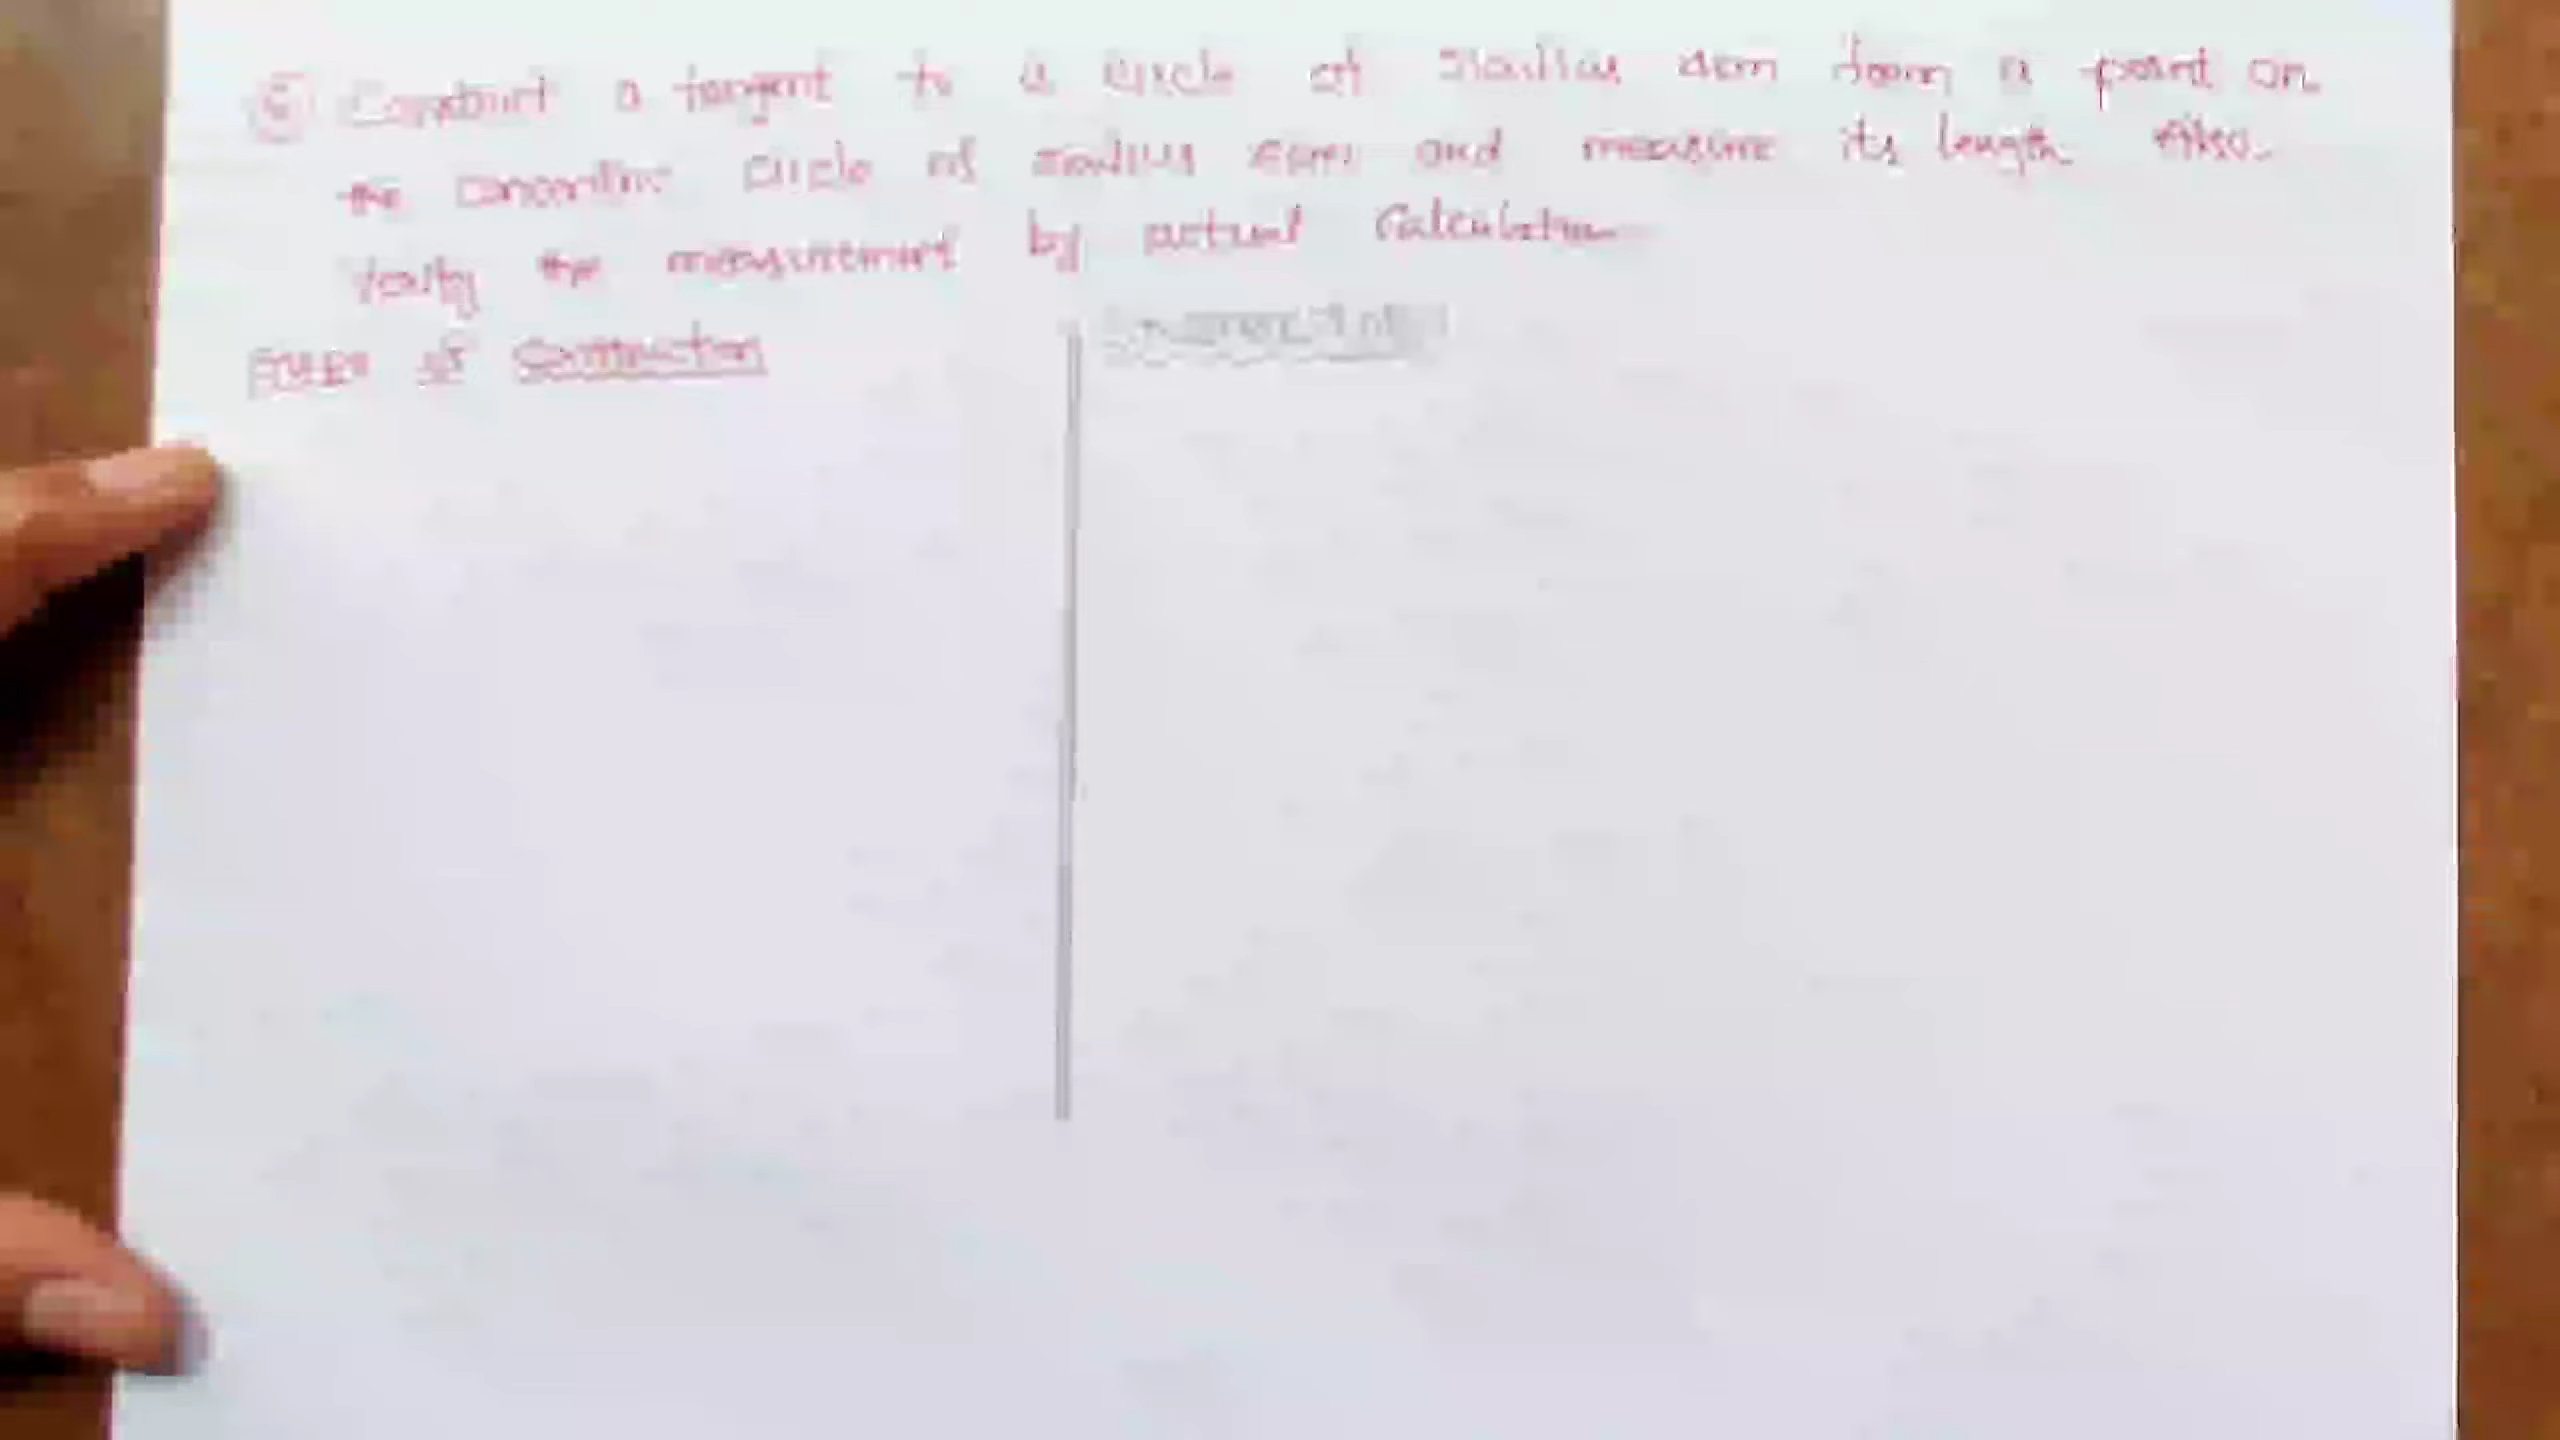 Construct a tangent to a circle of radius 4cm from a point on
the concentric circle of radius 6cm and measure its length Also
verify the measurement by actual Calculation
of Construction